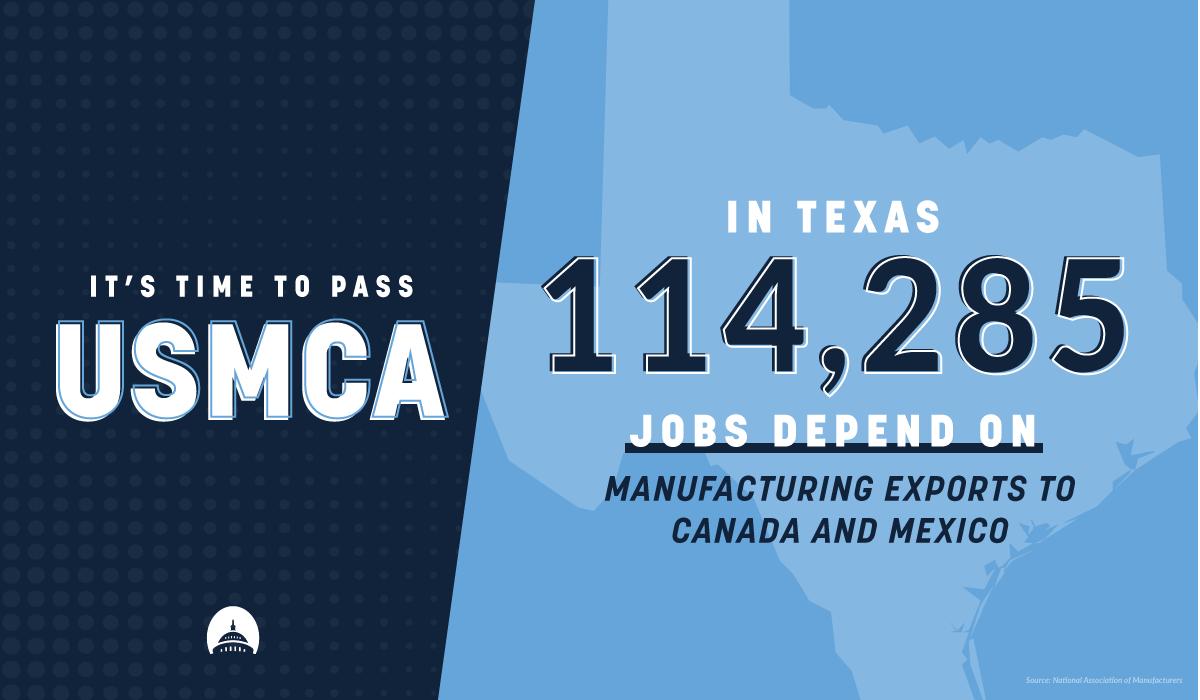 IT'S TIME TO PASS
USMCA
IN TEXAS
114,285
JOBS DEPEND ON
MANUFACTURING EXPORTS TO
CANADA AND MEXICO
Source: National Association of Manufacturers